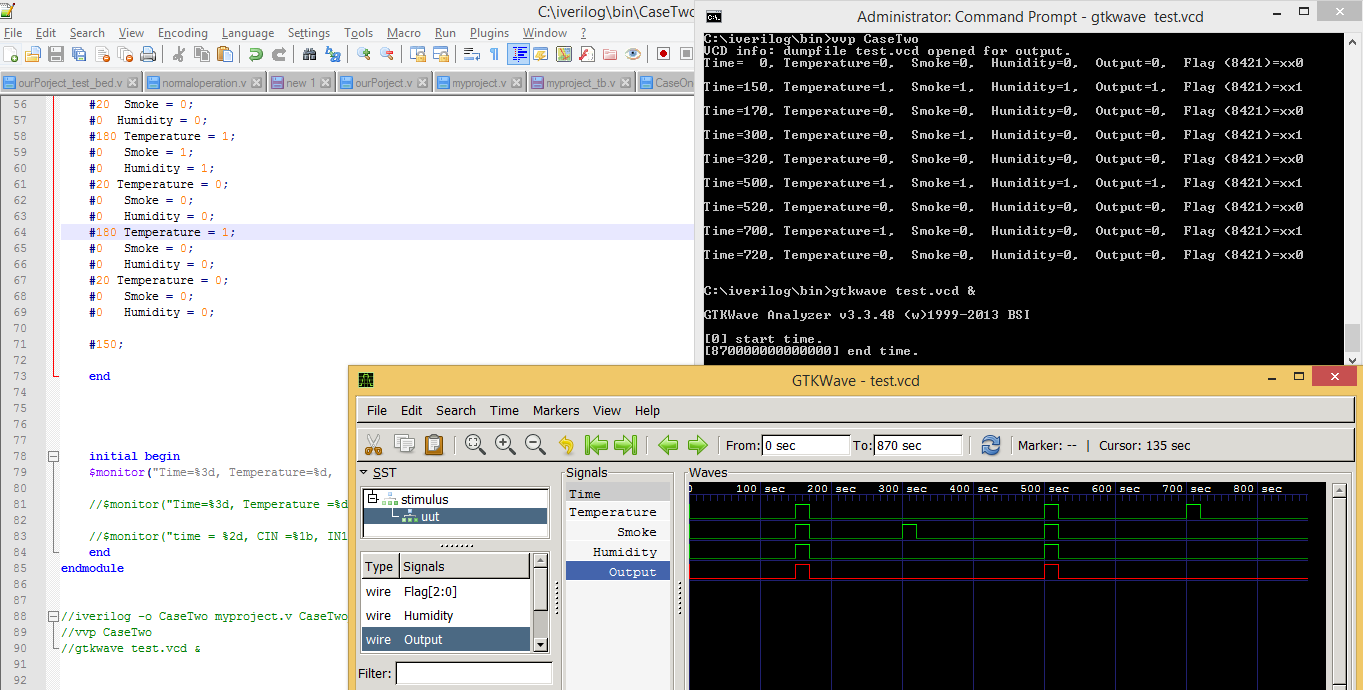 C:\iverilog\bin\CaseTwo
File Edit Search View Encoding Language Settings Tools Macro Run Plugins Window ?
ourPorject_test_bed.v normaloperation.v new 1 ourPorject.v myproject.v myproject_tb.v CaseOn
56 #20 Smoke = 0;
57 #0 Humidity = 0;
58 #180 Temperature = 1;
59 #0 Smoke = 1;
60 #0 Humidity = 1;
61 #20 Temperature = 0;
62 #0 Smoke = 0;
63 #0 Humidity = 0;
64 #180 Temperature = 1;
65 #0 Smoke = 0;
66 #0 Humidity = 0;
67 #20 Temperature = 0;
68 #0 Smoke = 0;
69 #0 Humidity = 0;
70
71 #150;
72
73 end
74
75
76
77
78 initial begin
79 $monitor("Time=%3d, Temperature=%d,
80
81 //$monitor("Time=%3d, Temperature =%d
82
83 //$monitor("time = %2d, CIN =%1b, IN1
84 end
85 endmodule
86
87
88 //iverilog -o CaseTwo myproject.v CaseTwo
89 //vvp CaseTwo
90 //gtkwave test.vcd &
91
92
Administrator: Command Prompt - gtkwave test.vcd
C:\iverilog\bin>vvp CaseTwo
VCD info: dumpfile test.vcd opened for output.
Time=  0, Temperature=0, Smoke=0, Humidity=0, Output=0, Flag (8421)=xx0
Time=150, Temperature=1, Smoke=1, Humidity=1, Output=1, Flag (8421)=xx1
Time=170, Temperature=0, Smoke=0, Humidity=0, Output=0, Flag (8421)=xx0
Time=300, Temperature=0, Smoke=1, Humidity=0, Output=0, Flag (8421)=xx1
Time=320, Temperature=0, Smoke=0, Humidity=0, Output=0, Flag (8421)=xx0
Time=500, Temperature=1, Smoke=1, Humidity=1, Output=1, Flag (8421)=xx1
Time=520, Temperature=0, Smoke=0, Humidity=0, Output=0, Flag (8421)=xx0
Time=700, Temperature=1, Smoke=0, Humidity=0, Output=0, Flag (8421)=xx1
Time=720, Temperature=0, Smoke=0, Humidity=0, Output=0, Flag (8421)=xx0
C:\iverilog\bin>gtkwave test.vcd &
GTKWave Analyzer v3.3.48 (w)1999-2013 BSI
[0] start time.
[870000000000000] end time.
GTKWave - test.vcd
File Edit Search Time Markers View Help
From: 0 sec To: 870 sec Marker: -- | Cursor: 135 sec
SST
stimulus
uut
Type Signals
wire Flag[2:0]
wire Humidity
wire Output
Filter:
Signals
Time
Temperature
Smoke
Humidity
Output
Waves
0 100 sec 200 sec 300 sec 400 sec 500 sec 600 sec 700 sec 800 sec